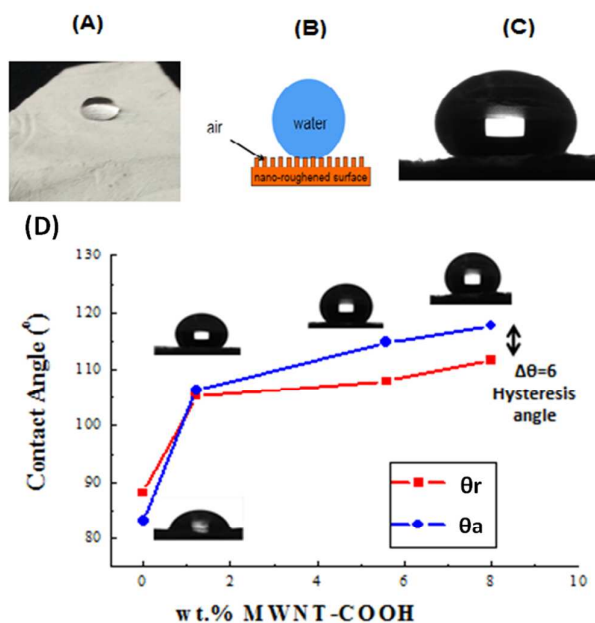 (A)
(B)
(C)
water
air
nano-roughened surface
(D)
130
120
110
100
90
80
Contact Angle (°)
Δθ=6
Hysteresis
angle
θr
θa
0
2
4
6
8
10
wt.% MWNT-COOH